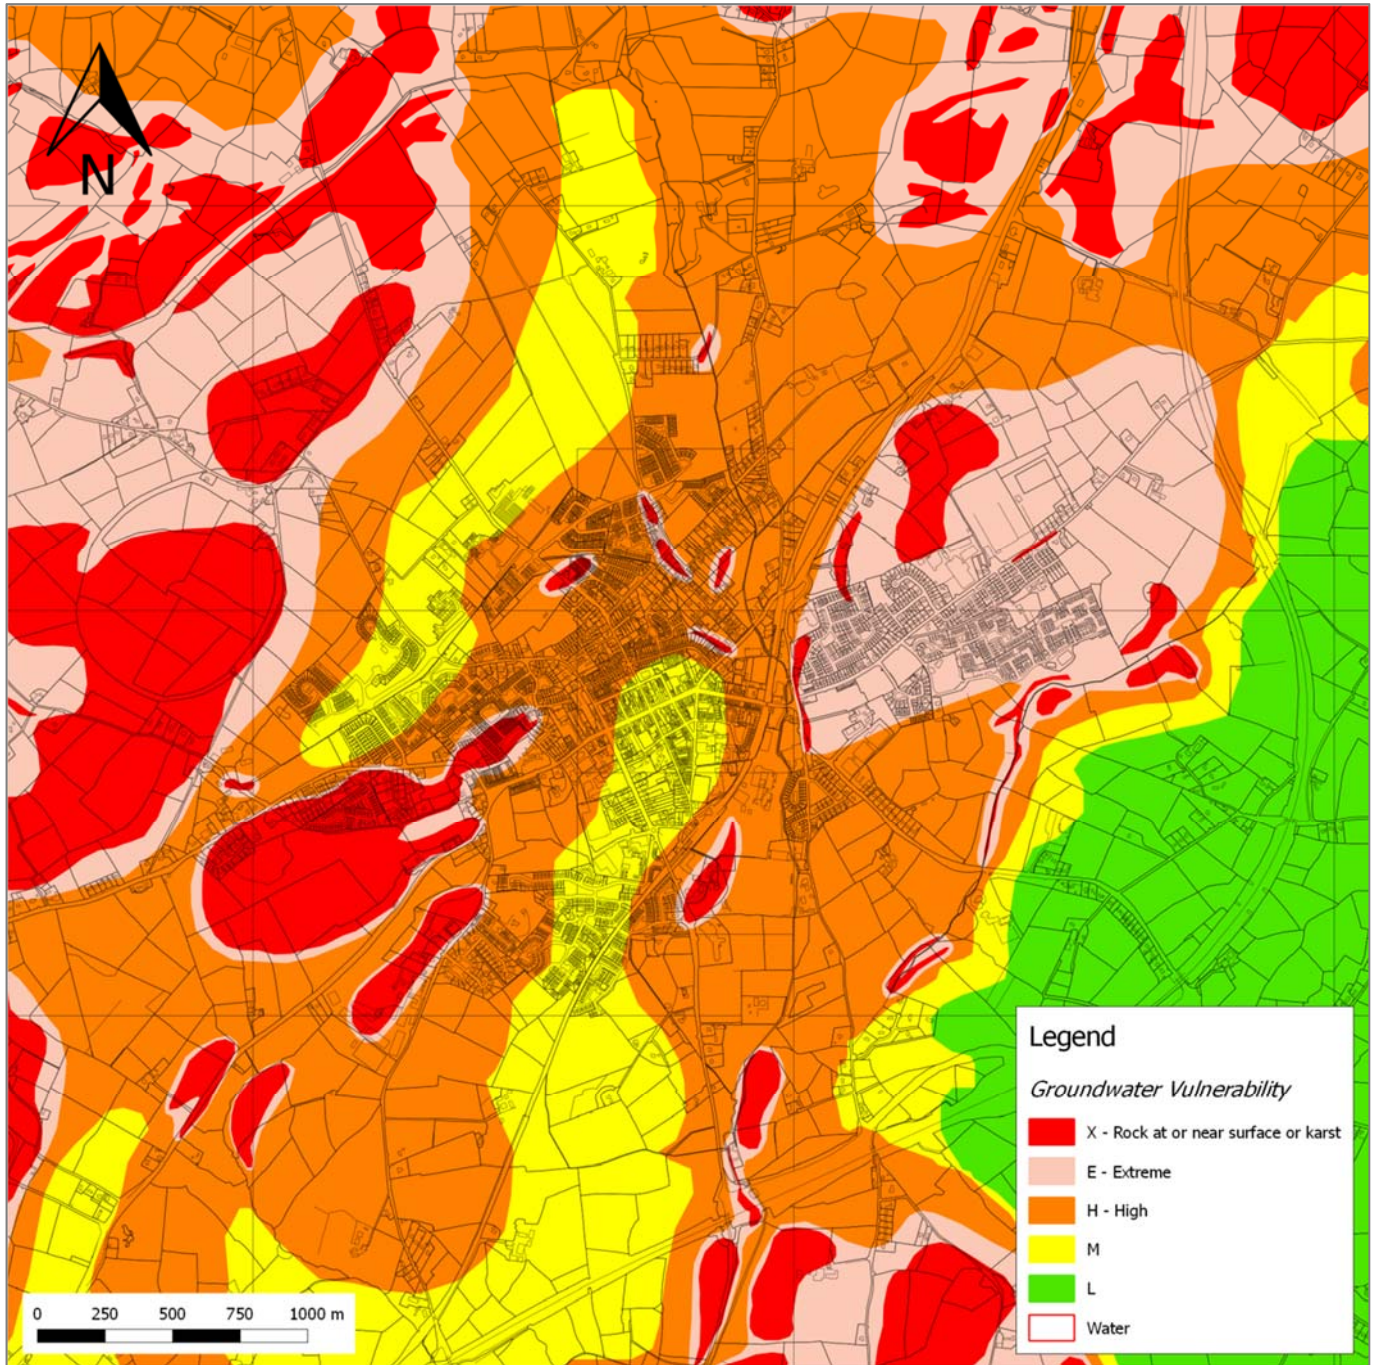 N
Legend
Groundwater Vulnerability
X - Rock at or near surface or karst
E - Extreme
H - High
M
L
Water
0 250 500 750 1000 m